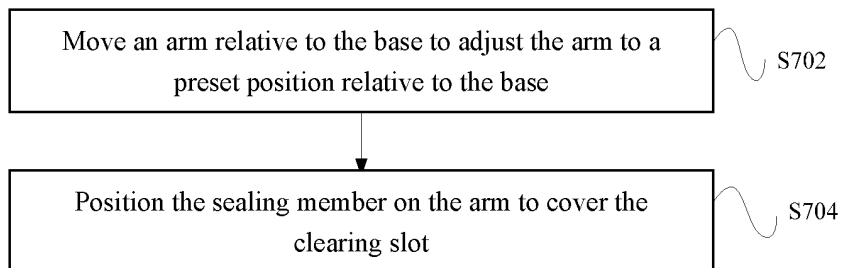 Move an arm relative to the base to adjust the arm to a
preset position relative to the base
S702
Position the sealing member on the arm to cover the
clearing slot
S704